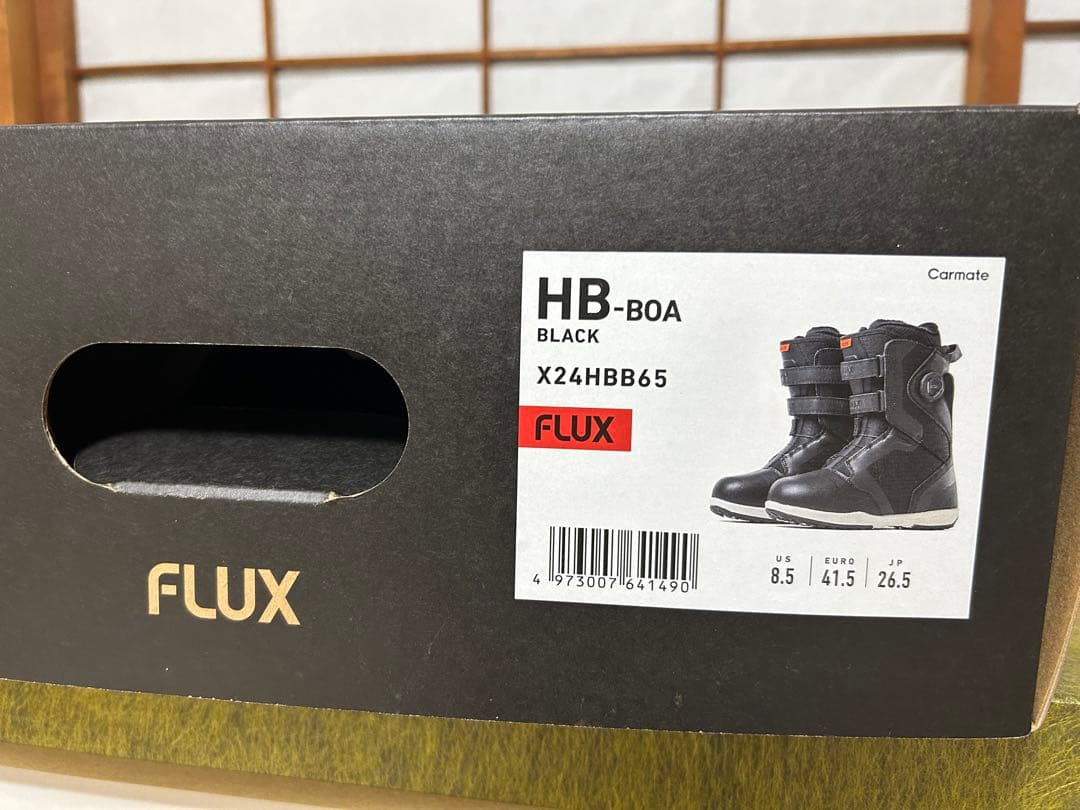 Carmate
HB-BOA
BLACK
X24HBB65
FLUX
4 973007 641490
US EURO JP
8.5 41.5 26.5
FLUX